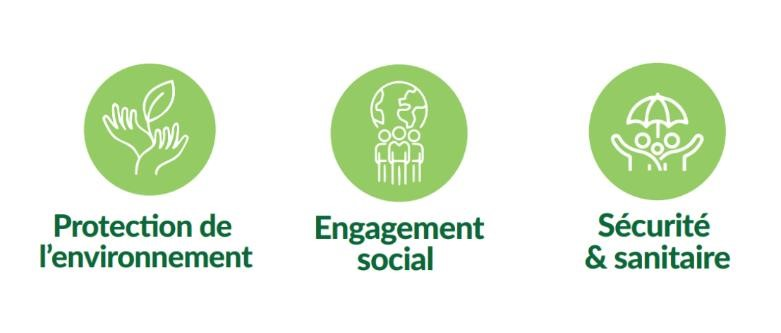 Protection de
l'environnement
Engagement
social
Sécurité
& sanitaire